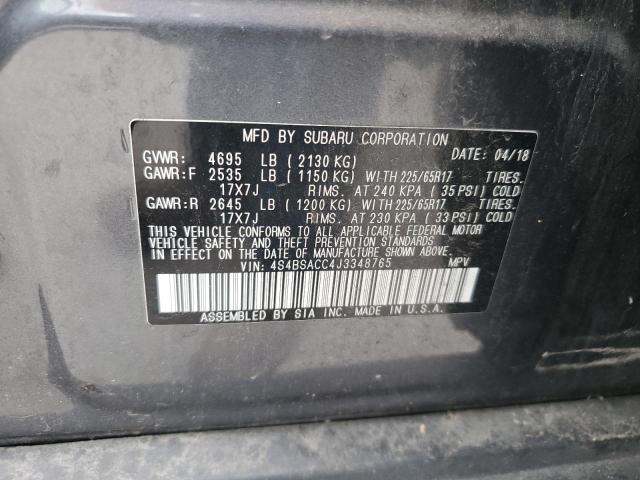 MFD BY SUBARU CORPORATION
GVWR: 4695 LB ( 2130 KG) DATE: 04/18
GAWR:F 2535 LB ( 1150 KG) WITH 225/65R17 TIRES.
17X7J RIMS. AT 240 KPA ( 35 PSI) COLD
GAWR:R 2645 LB ( 1200 KG) WITH 225/65R17 TIRES.
17X7J RIMS. AT 230 KPA ( 33 PSI) COLD
THIS VEHICLE CONFORMS TO ALL APPLICABLE FEDERAL MOTOR
VEHICLE SAFETY AND THEFT PREVENTION STANDARDS
IN EFFECT ON THE DATE OF MANUFACTURE SHOWN ABOVE.
VIN: 4S4BSACC4J3348765 MPV
ASSEMBLED BY SIA INC. MADE IN U.S.A.